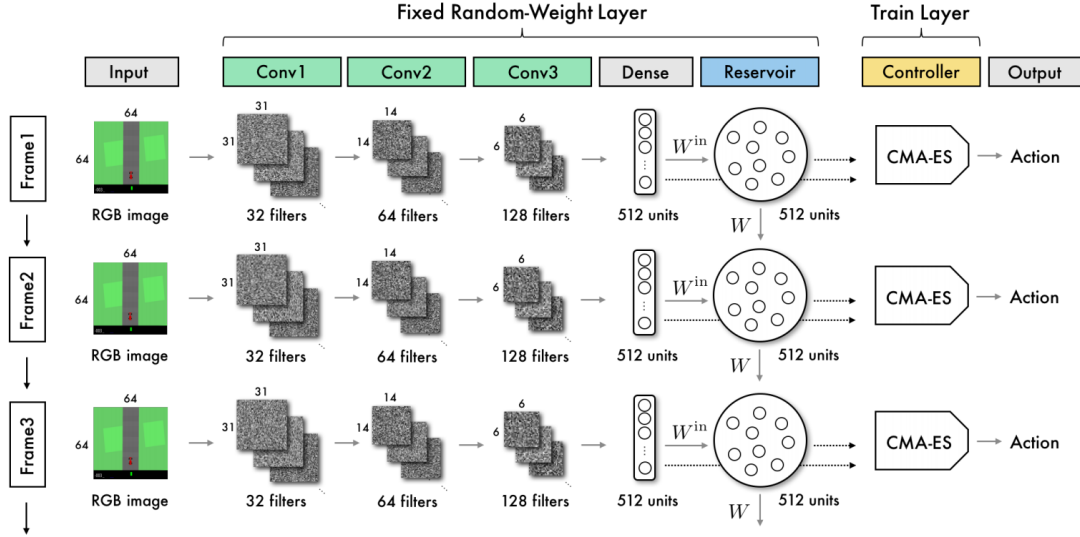 Fixed Random-Weight Layer Train Layer
Input Conv1 Conv2 Conv3 Dense Reservoir Controller Output
Frame1
64
64
RGB image
31
31
32 filters
14
14
64 filters
6
6
128 filters
512 units
W^in
512 units
W
CMA-ES
Action
Frame2
64
64
RGB image
31
31
32 filters
14
14
64 filters
6
6
128 filters
512 units
W^in
512 units
W
CMA-ES
Action
Frame3
64
64
RGB image
31
31
32 filters
14
14
64 filters
6
6
128 filters
512 units
W^in
512 units
W
CMA-ES
Action